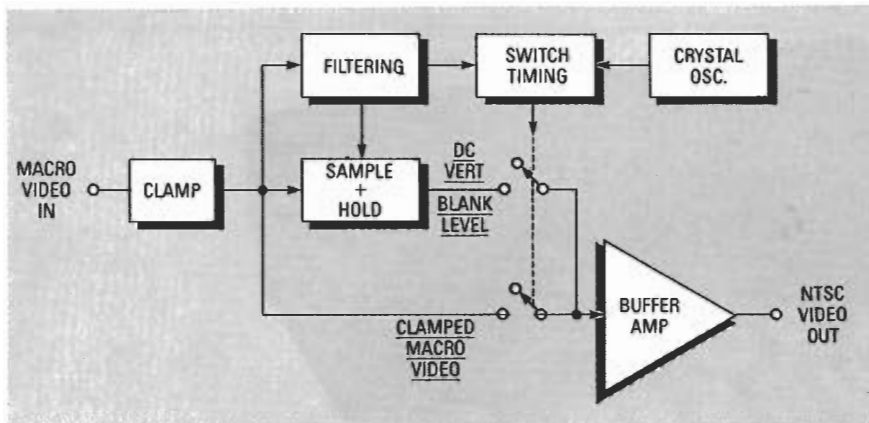 FILTERING
SWITCH
TIMING
CRYSTAL
OSC.
MACRO
VIDEO
IN
CLAMP
SAMPLE
+
HOLD
DC
VERT
BLANK
LEVEL
CLAMPED
MACRO
VIDEO
BUFFER
AMP
NTSC
VIDEO
OUT